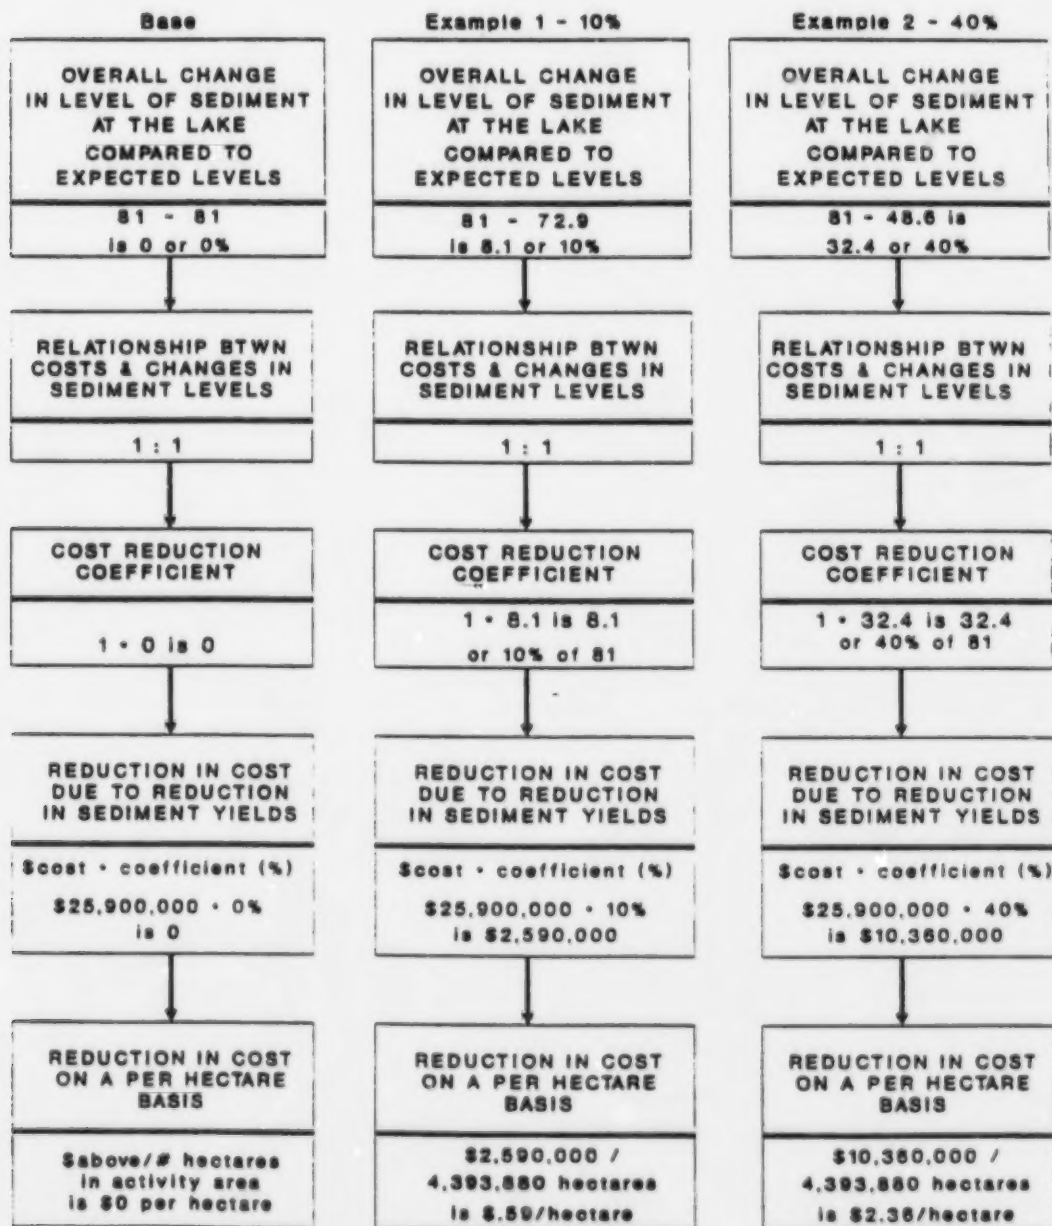 Base
OVERALL CHANGE
IN LEVEL OF SEDIMENT
AT THE LAKE
COMPARED TO
EXPECTED LEVELS
81 - 81
is 0 or 0%
RELATIONSHIP BTWN
COSTS & CHANGES IN
SEDIMENT LEVELS
1 : 1
COST REDUCTION
COEFFICIENT
1 * 0 is 0
REDUCTION IN COST
DUE TO REDUCTION
IN SEDIMENT YIELDS
$cost * coefficient (%)
$25,900,000 * 0%
is 0
REDUCTION IN COST
ON A PER HECTARE
BASIS
$above/# hectares
in activity area
is $0 per hectare
Example 1 - 10%
OVERALL CHANGE
IN LEVEL OF SEDIMENT
AT THE LAKE
COMPARED TO
EXPECTED LEVELS
81 - 72.9
is 8.1 or 10%
RELATIONSHIP BTWN
COSTS & CHANGES IN
SEDIMENT LEVELS
1 : 1
COST REDUCTION
COEFFICIENT
1 * 8.1 is 8.1
or 10% of 81
REDUCTION IN COST
DUE TO REDUCTION
IN SEDIMENT YIELDS
$cost * coefficient (%)
$25,900,000 * 10%
is $2,590,000
REDUCTION IN COST
ON A PER HECTARE
BASIS
$2,590,000 /
4,393,880 hectares
is $.59/hectare
Example 2 - 40%
OVERALL CHANGE
IN LEVEL OF SEDIMENT
AT THE LAKE
COMPARED TO
EXPECTED LEVELS
81 - 48.6 is
32.4 or 40%
RELATIONSHIP BTWN
COSTS & CHANGES IN
SEDIMENT LEVELS
1 : 1
COST REDUCTION
COEFFICIENT
1 * 32.4 is 32.4
or 40% of 81
REDUCTION IN COST
DUE TO REDUCTION
IN SEDIMENT YIELDS
$cost * coefficient (%)
$25,900,000 * 40%
is $10,360,000
REDUCTION IN COST
ON A PER HECTARE
BASIS
$10,360,000 /
4,393,880 hectares
is $2.36/hectare